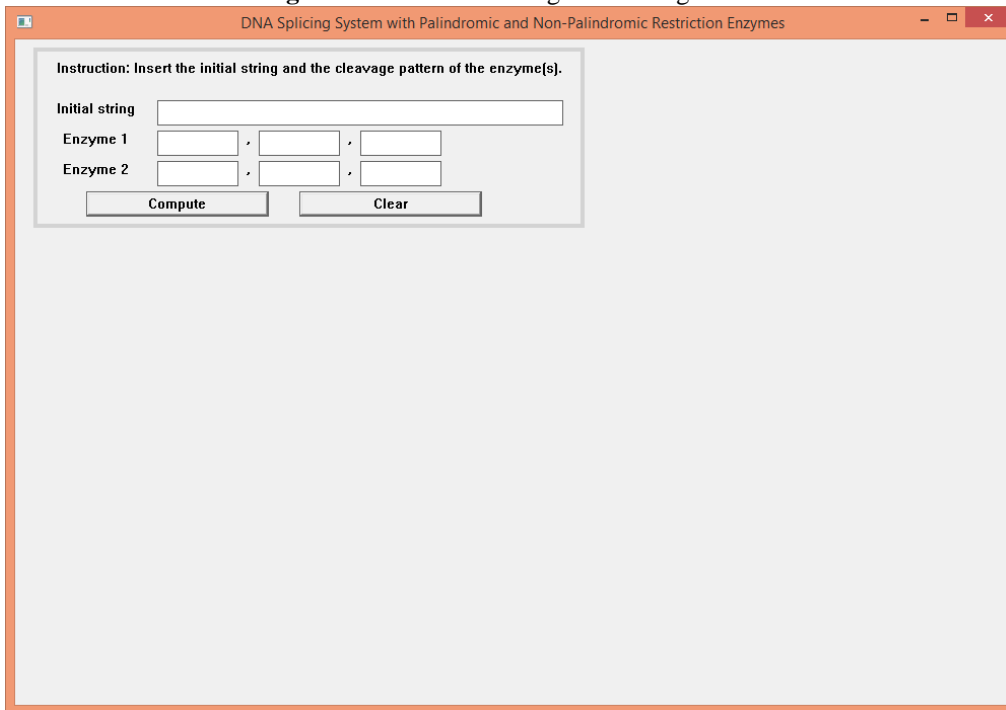 DNA Splicing System with Palindromic and Non-Palindromic Restriction Enzymes
Instruction: Insert the initial string and the cleavage pattern of the enzyme(s).
Initial string
Enzyme 1 , ,
Enzyme 2 , ,
Compute Clear